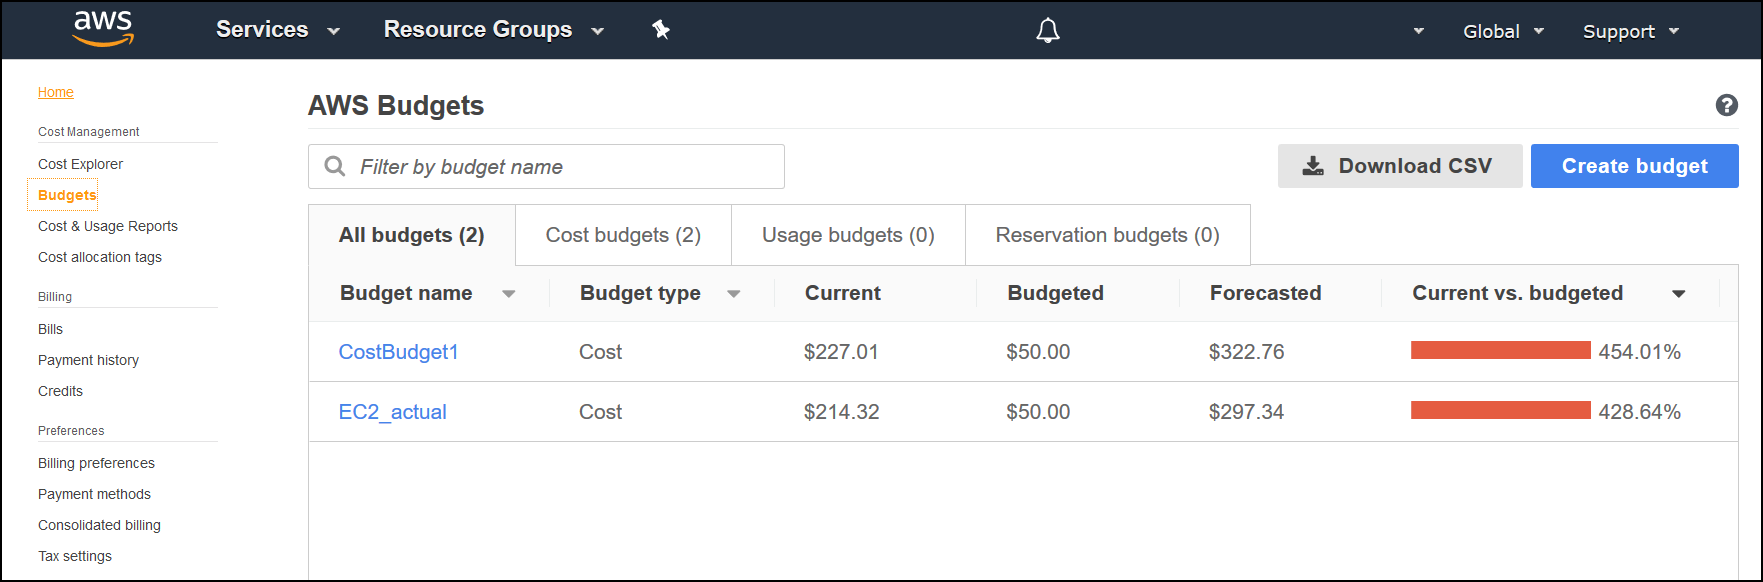 aws Services Resource Groups Global Support
Home
Cost Management
Cost Explorer
Budgets
Cost & Usage Reports
Cost allocation tags
Billing
Bills
Payment history
Credits
Preferences
Billing preferences
Payment methods
Consolidated billing
Tax settings
AWS Budgets ?
Filter by budget name Download CSV Create budget
All budgets (2) Cost budgets (2) Usage budgets (0) Reservation budgets (0)
Budget name Budget type Current Budgeted Forecasted Current vs. budgeted
CostBudget1 Cost $227.01 $50.00 $322.76 454.01%
EC2_actual Cost $214.32 $50.00 $297.34 428.64%